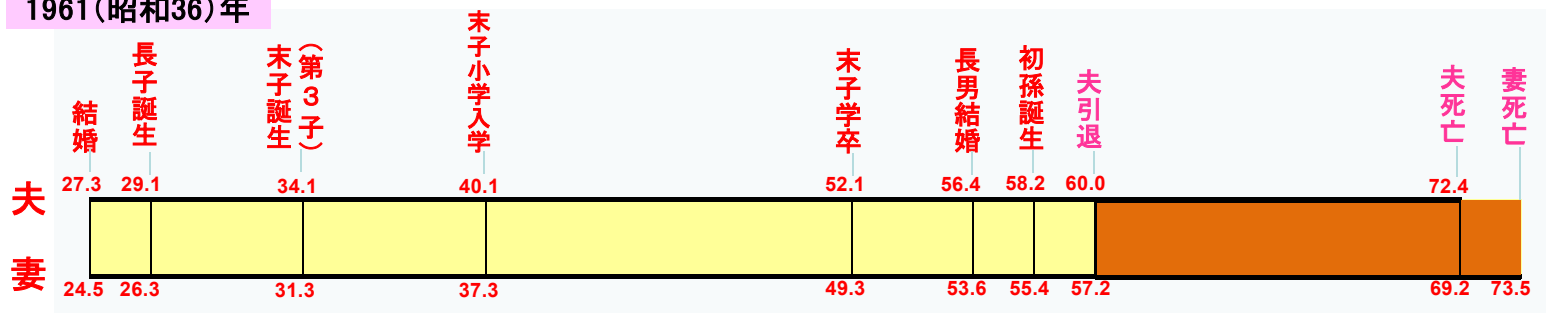 1961(昭和36)年
結婚
長子誕生
末子誕生
(第3子)
末子小学入学
末子学卒
長男結婚
初孫誕生
夫引退
夫死亡
妻死亡
夫
27.3 29.1 34.1 40.1 52.1 56.4 58.2 60.0 72.4
妻
24.5 26.3 31.3 37.3 49.3 53.6 55.4 57.2 69.2 73.5